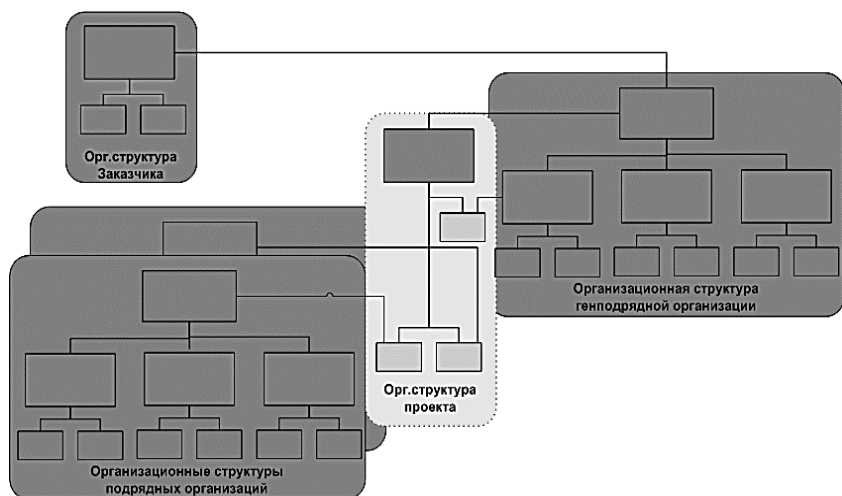 Орг.структура
Заказчика
Организационная структура
генподрядной организации
Орг.структура
проекта
Организационные структуры
подрядных организаций